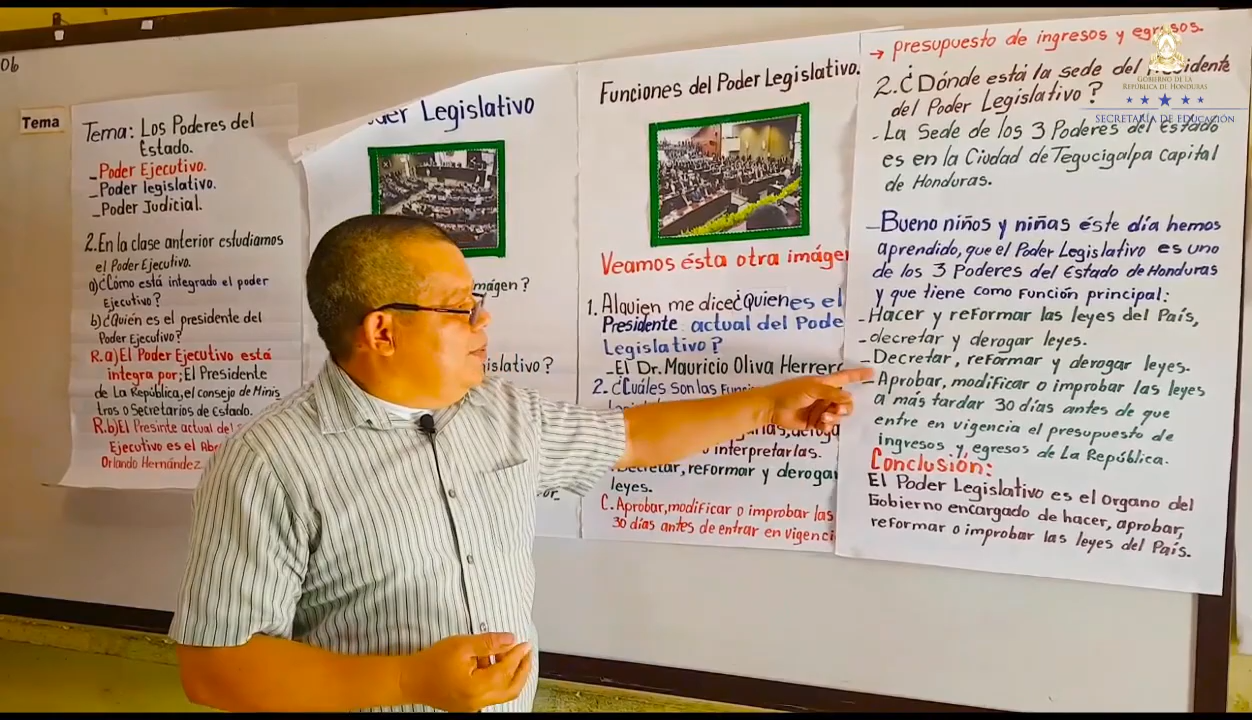 06
Tema
Tema: Los Poderes del
Estado.
_Poder Ejecutivo.
_Poder legislativo.
_Poder Judicial.
2.En la clase anterior estudiamos
el Poder Ejecutivo.
a)¿Cómo está integrado el poder
Ejecutivo?
b)¿Quién es el presidente del
Poder Ejecutivo?
R.a)El Poder Ejecutivo está
integra por; El Presidente
de La República, el consejo de Minis
tros o Secretarios de Estado.
R.b)El Presinte actual del
Ejecutivo es el
Orlando Hernández
Legislativo
imágen?
islativo?
Funciones del Poder Legislativo.
Veamos ésta otra imágen
1. Alguien me dice¿Quienes el
Presidente actual del Pode
Legislativo?
_El Dr. Mauricio Oliva Herrer
2. ¿Cuáles son las
o interpretarlas.
Decretar, reformar y derogar
leyes.
C. Aprobar, modificar o improbar las
30 días antes de entrar en vigenci
→ presupuesto de ingresos y egresos.
2.¿Dónde está la sede del Presidente
del Poder Legislativo?
-La Sede de los 3 Poderes del Estado
es en la Ciudad de Tegucigalpa Capital
de Honduras.
_Bueno niños y niñas éste día hemos
aprendido, que el Poder Legislativo es uno
de los 3 Poderes del Estado de Honduras
y que tiene como Función principal:
-Hacer y reformar las leyes del País,
-decretar y derogar leyes.
-Decretar, reformar y derogar leyes.
-Aprobar, modificar o improbar las leyes
a más tardar 30 días antes de que
entre en vigencia el presupuesto de
ingresos y egresos de La República.
Conclusión:
El Poder Legislativo es el organo del
Gobierno encargado de hacer, aprobar,
reformar o improbar las leyes del País.
GOBIERNO DE LA
REPÚBLICA DE HONDURAS
SECRETARÍA DE EDUCACIÓN